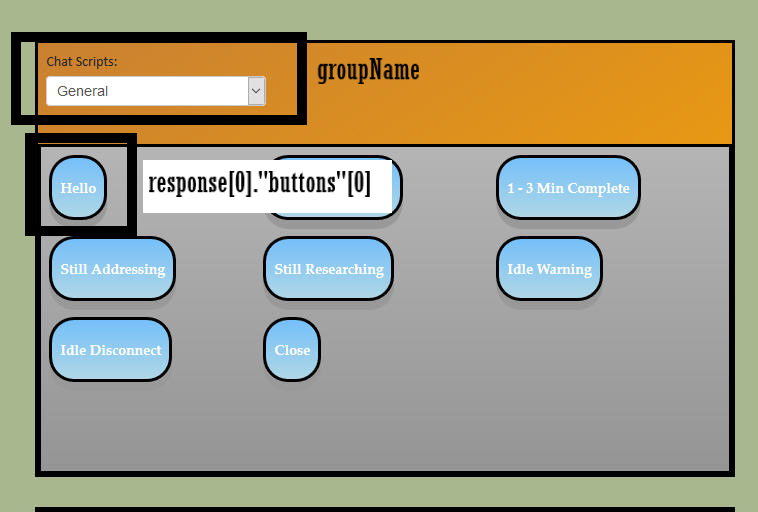 Chat Scripts:
groupName
General
Hello
response[0]."buttons"[0]
1 - 3 Min Complete
Still Addressing
Still Researching
Idle Warning
Idle Disconnect
Close